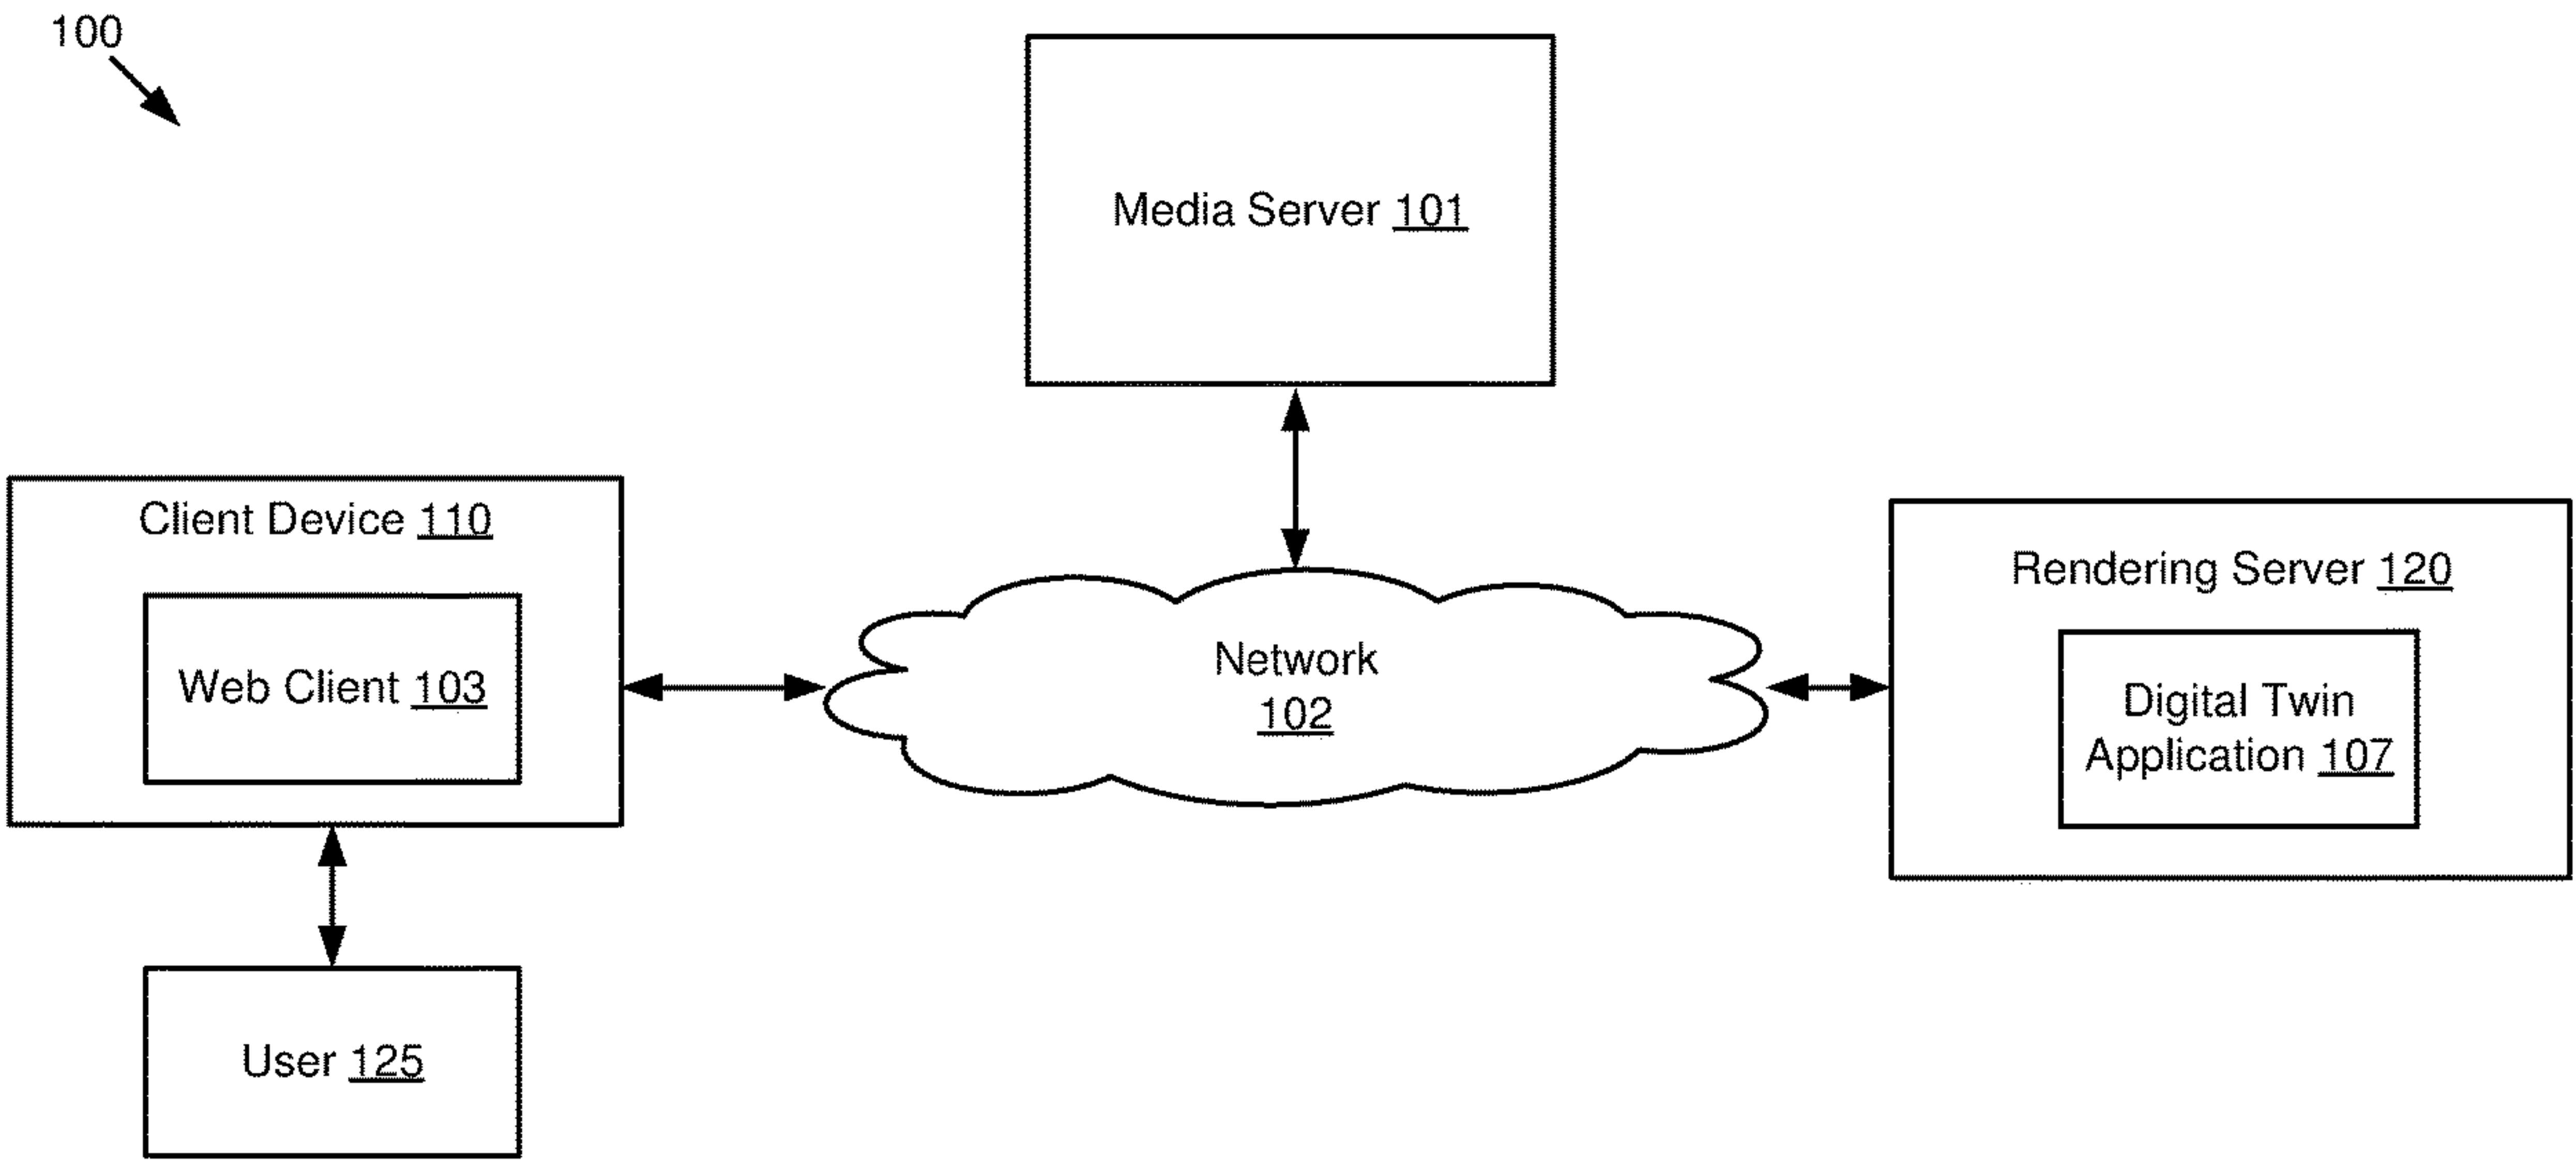 100
Media Server 101
Client Device 110
Web Client 103
Network
102
Rendering Server 120
Digital Twin
Application 107
User 125